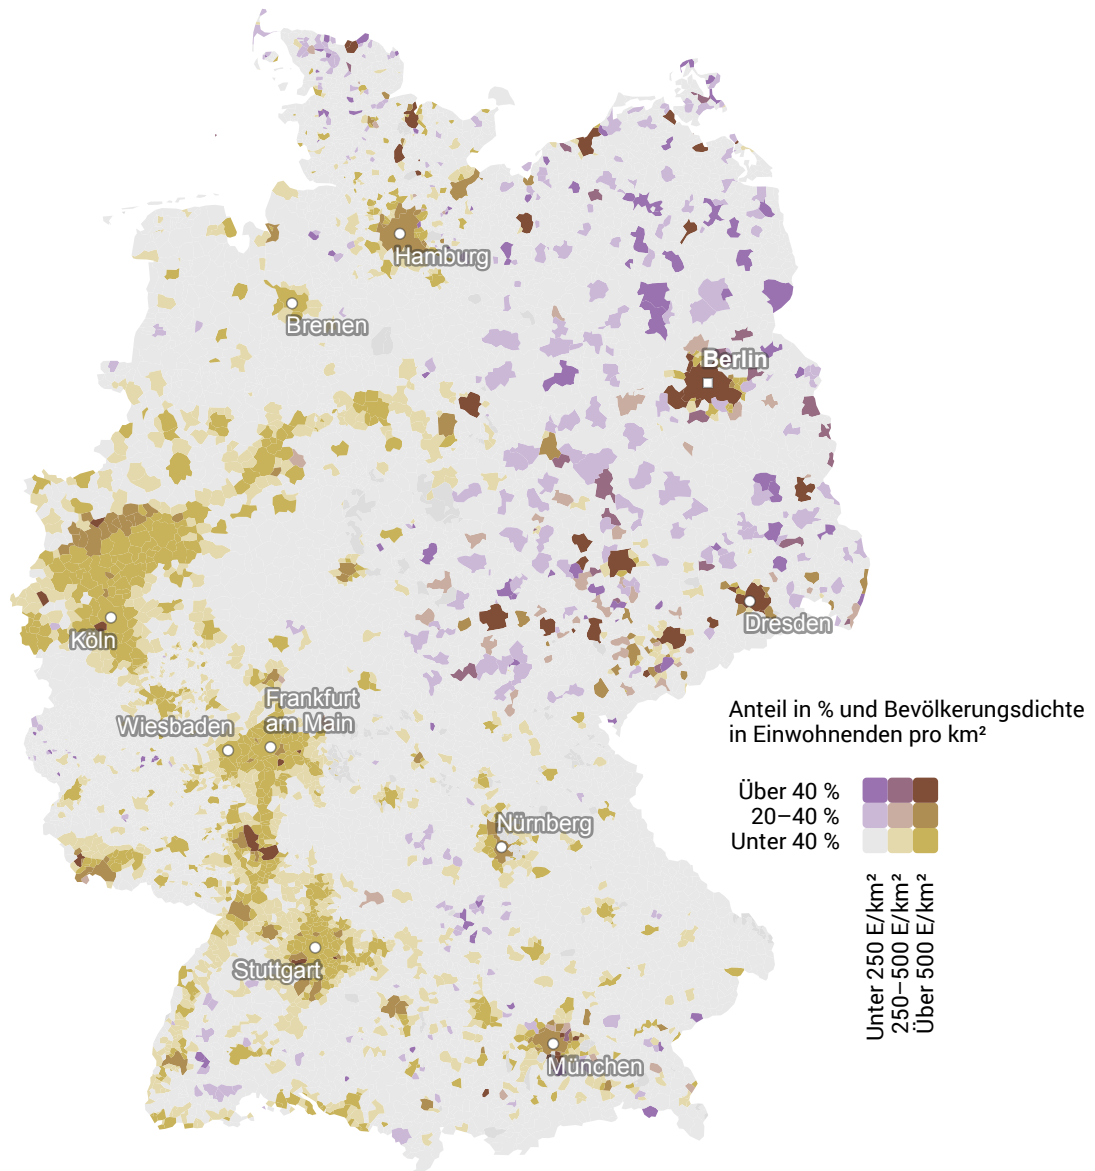 Hamburg
Bremen
Berlin
Köln
Dresden
Frankfurt
am Main
Wiesbaden
Anteil in % und Bevölkerungsdichte
in Einwohnenden pro km²
Über 40 %
20–40 %
Unter 40 %
Nürnberg
Unter 250 E/km²
250–500 E/km²
Über 500 E/km²
Stuttgart
München